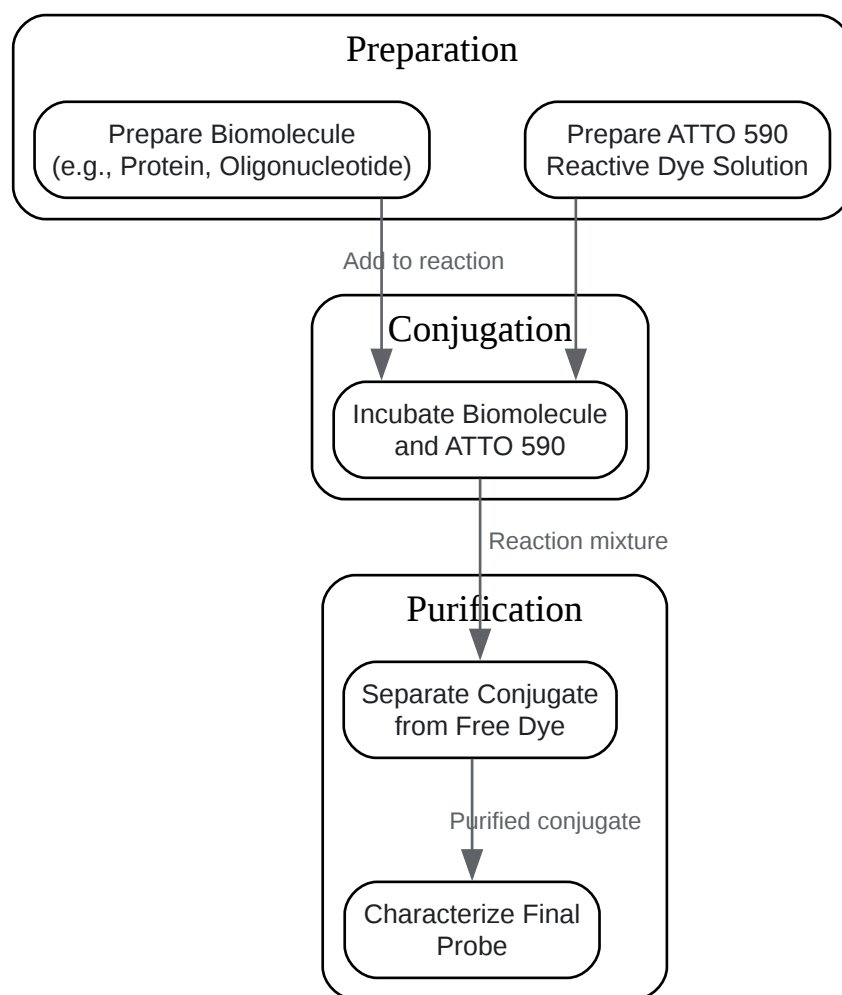 Preparation
Prepare Biomolecule
(e.g., Protein, Oligonucleotide)
Prepare ATTO 590
Reactive Dye Solution
Add to reaction
Conjugation
Incubate Biomolecule
and ATTO 590
Reaction mixture
Purification
Separate Conjugate
from Free Dye
Purified conjugate
Characterize Final
Probe